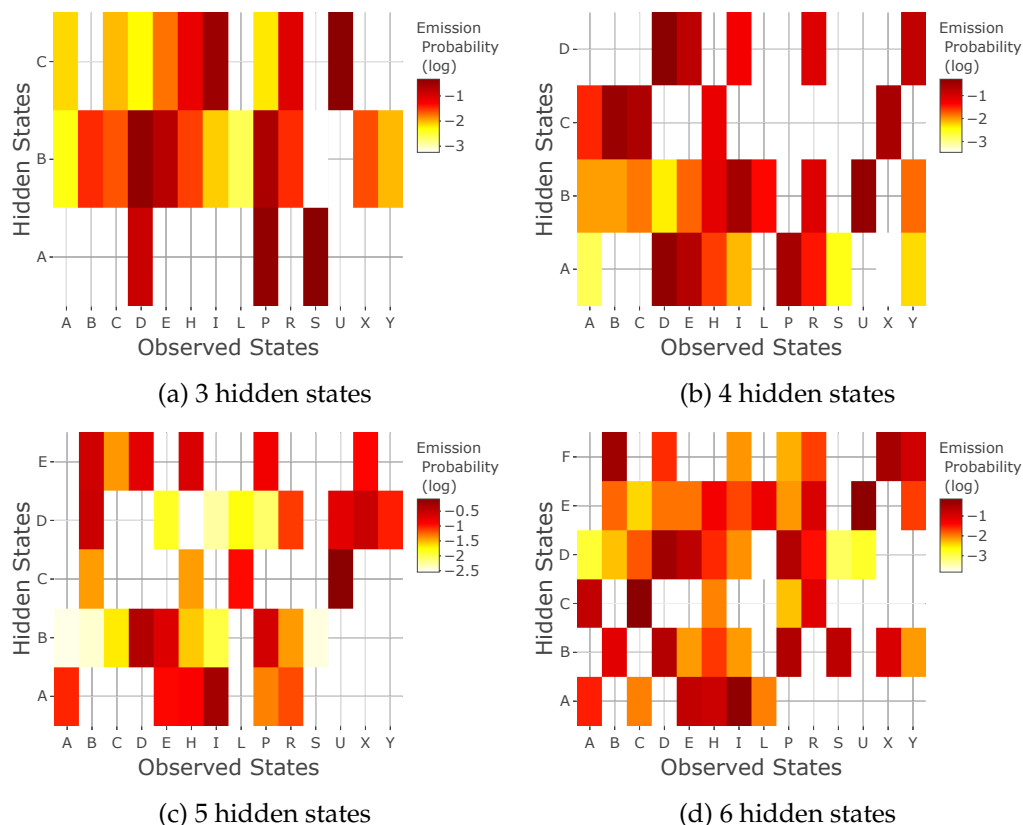 Emission
Probability
(log)
−1
−2
−3
C
B
A
Hidden States
A B C D E H I L P R S U X Y
Observed States
(a) 3 hidden states
Emission
Probability
(log)
−1
−2
−3
D
C
B
A
Hidden States
A B C D E H I L P R S U X Y
Observed States
(b) 4 hidden states
Emission
Probability
(log)
−0.5
−1
−1.5
−2
−2.5
E
D
C
B
A
Hidden States
A B C D E H I L P R S U X Y
Observed States
(c) 5 hidden states
Emission
Probability
(log)
−1
−2
−3
F
E
D
C
B
A
Hidden States
A B C D E H I L P R S U X Y
Observed States
(d) 6 hidden states